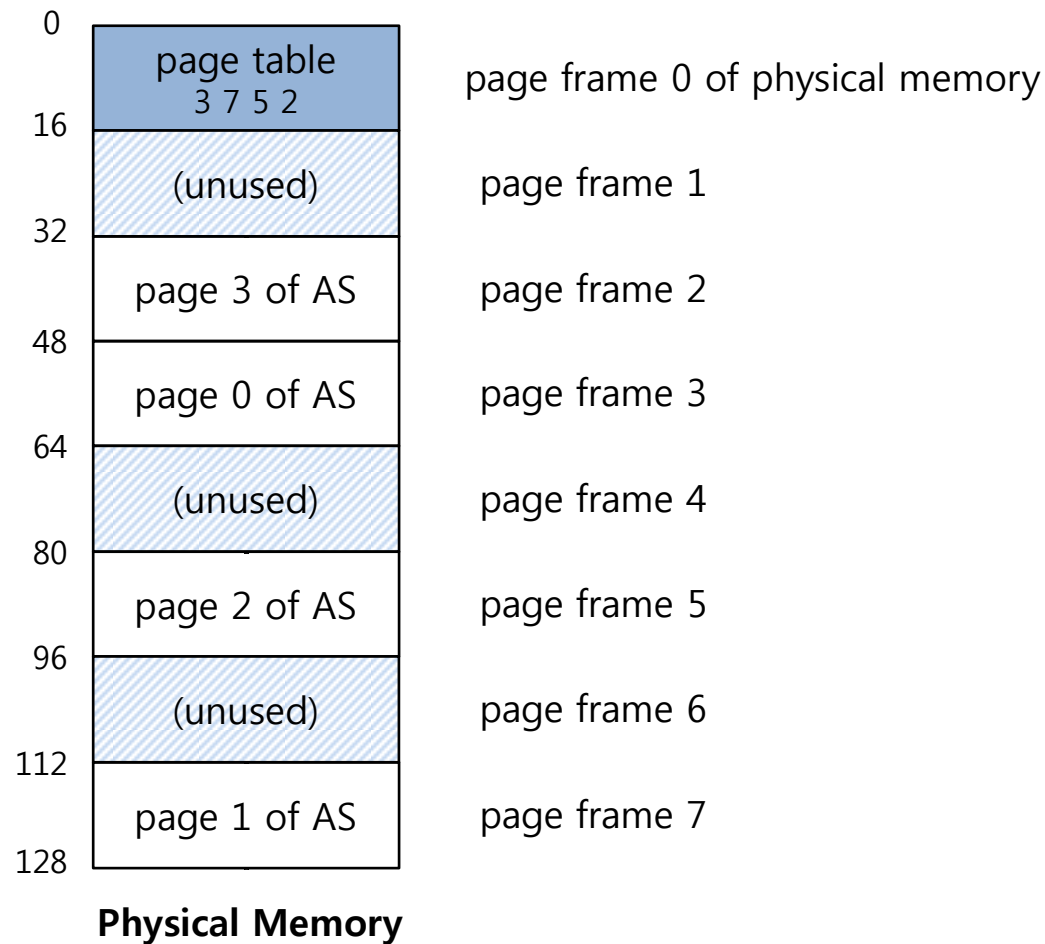 0
page table
3 7 5 2
page frame 0 of physical memory
16
(unused)
page frame 1
32
page 3 of AS
page frame 2
48
page 0 of AS
page frame 3
64
(unused)
page frame 4
80
page 2 of AS
page frame 5
96
(unused)
page frame 6
112
page 1 of AS
page frame 7
128
Physical Memory